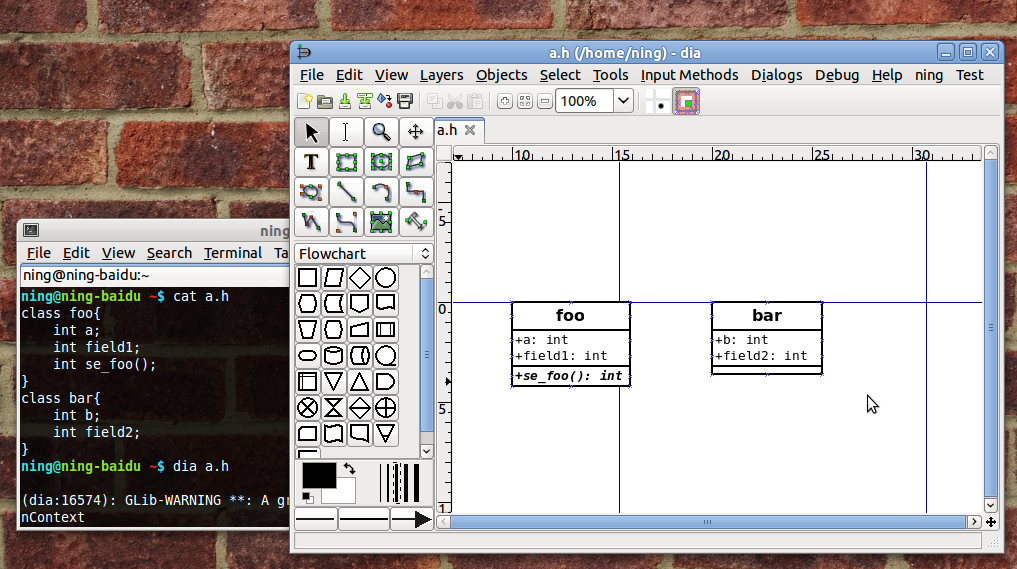 a.h (/home/ning) - dia
File Edit View Layers Objects Select Tools Input Methods Dialogs Debug Help ning Test
100%
a.h
10 15 20 25 30
5
0
5
1
T
Flowchart
foo
+a: int
+field1: int
+se_foo(): int
bar
+b: int
+field2: int
ning
File Edit View Search Terminal Ta
ning@ning-baidu:~
ning@ning-baidu ~$ cat a.h
class foo{
int a;
int field1;
int se_foo();
}
class bar{
int b;
int field2;
}
ning@ning-baidu ~$ dia a.h
(dia:16574): GLib-WARNING **: A gr
nContext